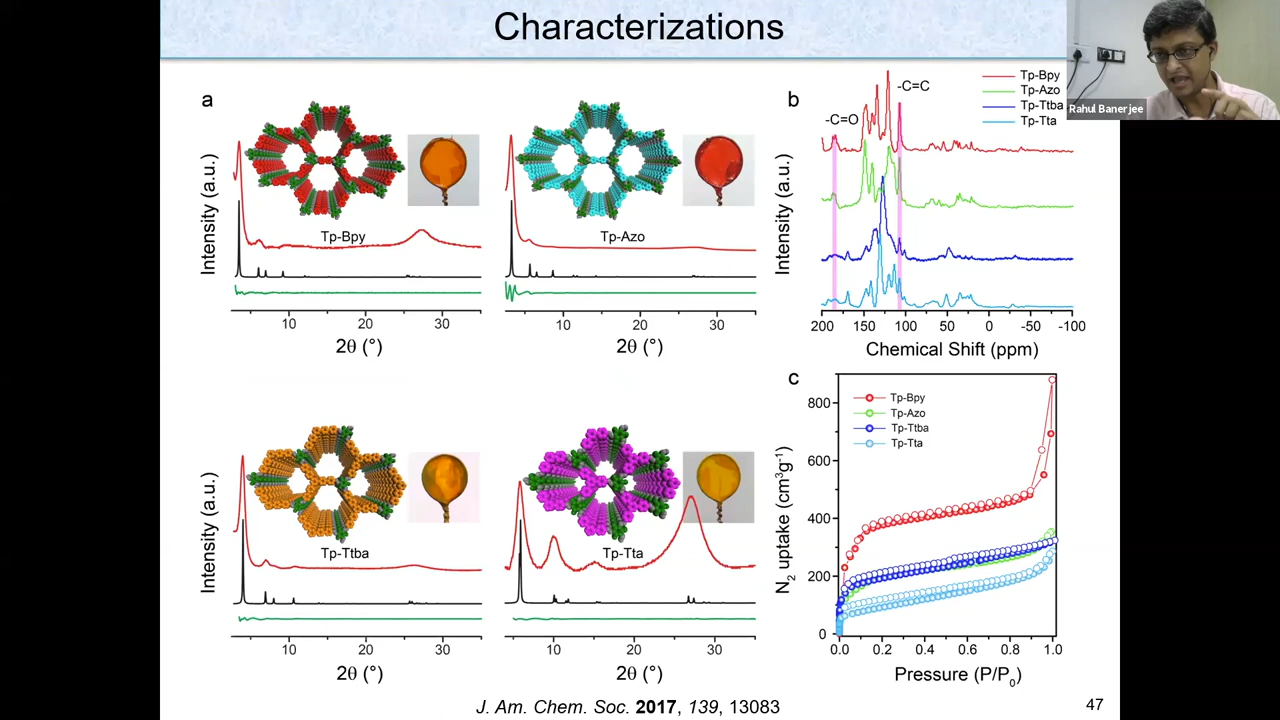 Characterizations
Rahul Banerjee
a
Intensity (a.u.)
Tp-Bpy
10
20
30
2θ (°)
Tp-Azo
10
20
30
2θ (°)
Intensity (a.u.)
Tp-Ttba
10
20
30
2θ (°)
Tp-Tta
10
20
30
2θ (°)
b
-C=O
-C=C
Tp-Bpy
Tp-Azo
Tp-Ttba
Tp-Tta
Intensity (a.u.)
200 150 100 50 0 -50 -100
Chemical Shift (ppm)
c
Tp-Bpy
Tp-Azo
Tp-Ttba
Tp-Tta
N2 uptake (cm³g⁻¹)
800
600
400
200
0
0.0 0.2 0.4 0.6 0.8 1.0
Pressure (P/P0)
J. Am. Chem. Soc. 2017, 139, 13083
47